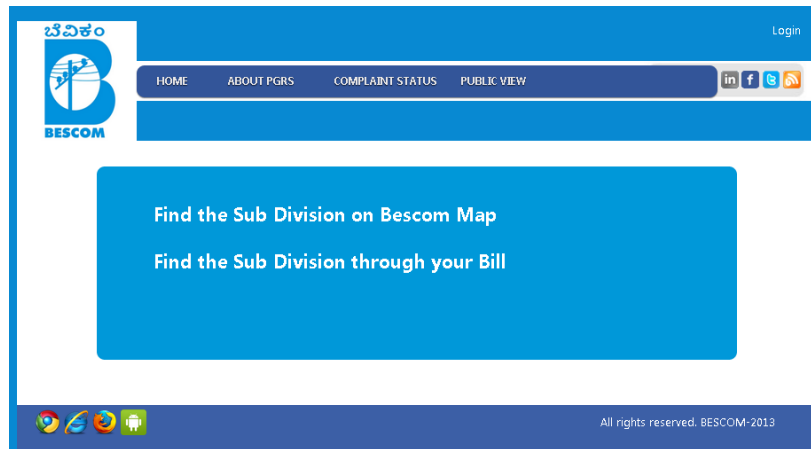 ಬೆವಿಕಂ
BESCOM
Login
HOME ABOUT PGRS COMPLAINT STATUS PUBLIC VIEW
Find the Sub Division on Bescom Map
Find the Sub Division through your Bill
All rights reserved. BESCOM-2013